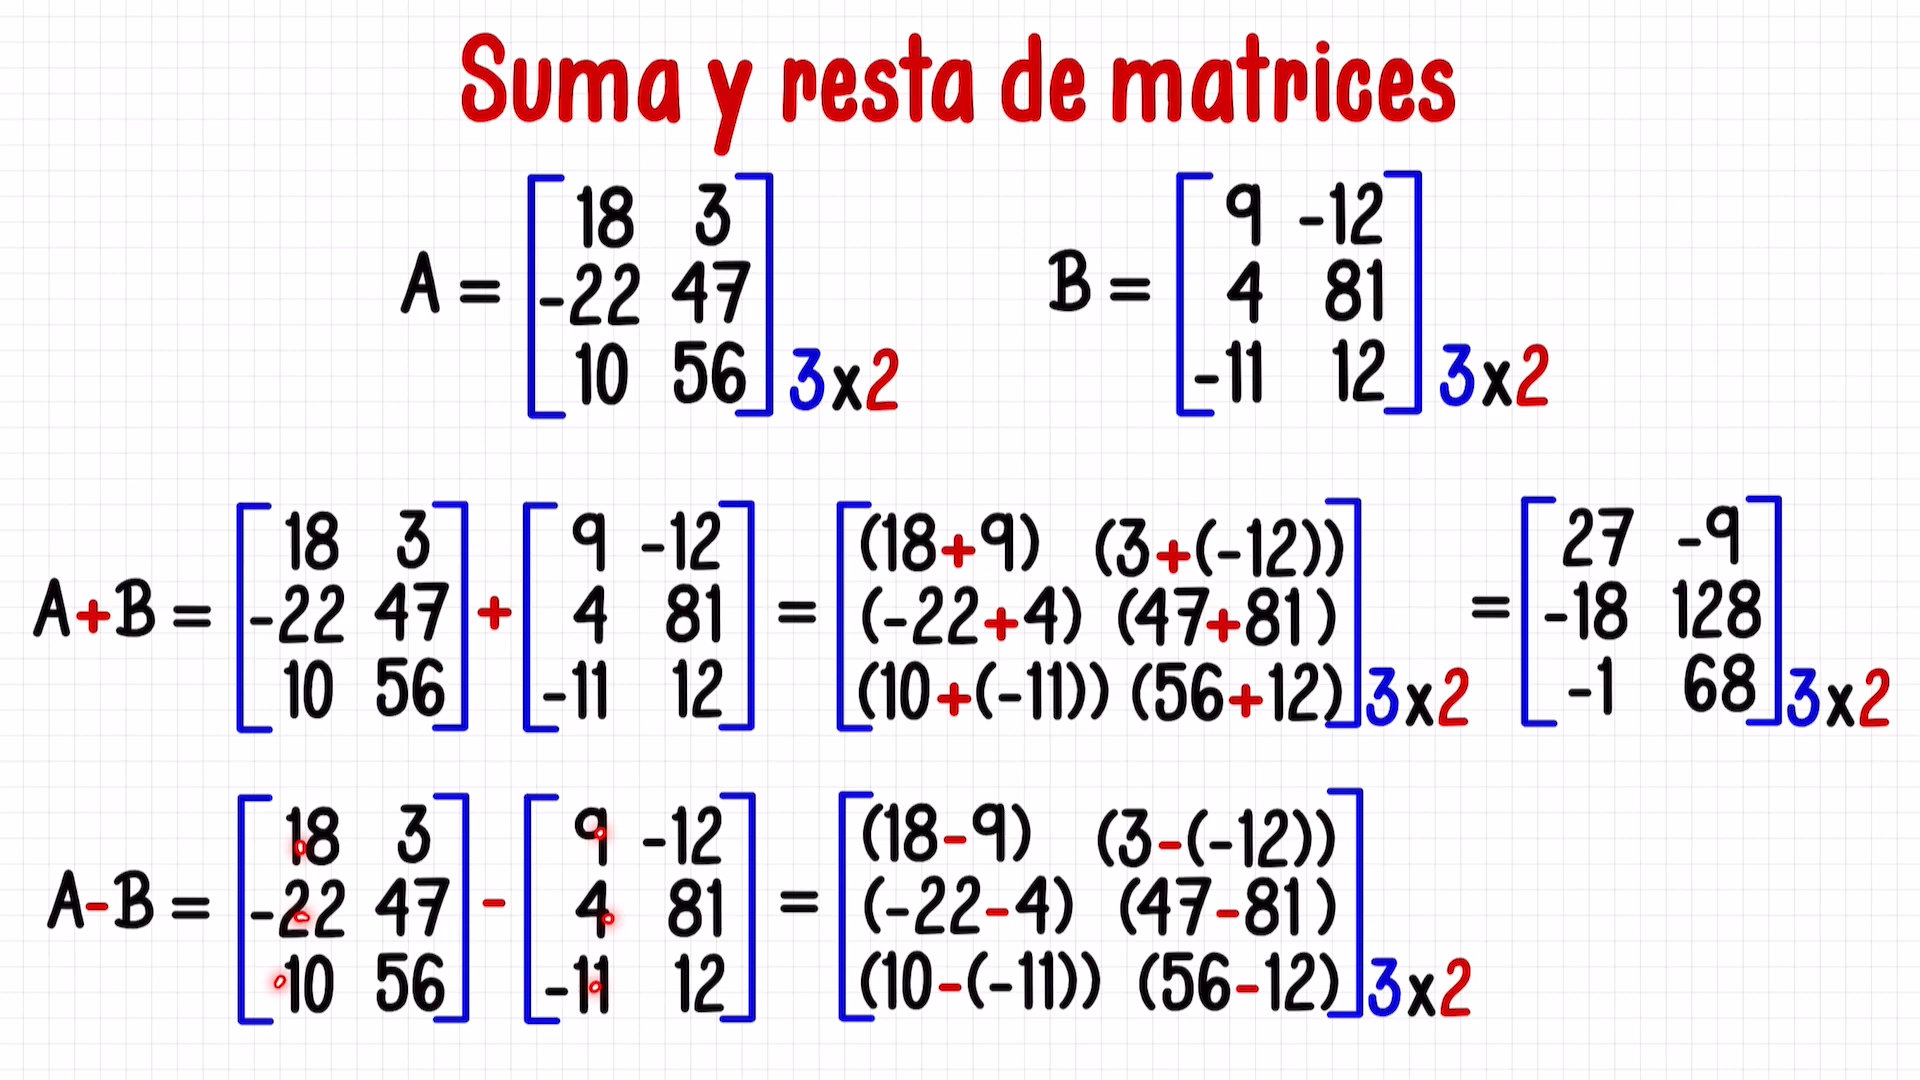 Suma y resta de matrices
A = [ 18 3
-22 47
10 56 ] 3x2
B = [ 9 -12
4 81
-11 12 ] 3x2
A+B = [ 18 3
-22 47
10 56 ] + [ 9 -12
4 81
-11 12 ] = [ (18+9) (3+(-12))
(-22+4) (47+81)
(10+(-11)) (56+12) ] 3x2 = [ 27 -9
-18 128
-1 68 ] 3x2
A-B = [ 18 3
-22 47
10 56 ] - [ 9 -12
4 81
-11 12 ] = [ (18-9) (3-(-12))
(-22-4) (47-81)
(10-(-11)) (56-12) ] 3x2